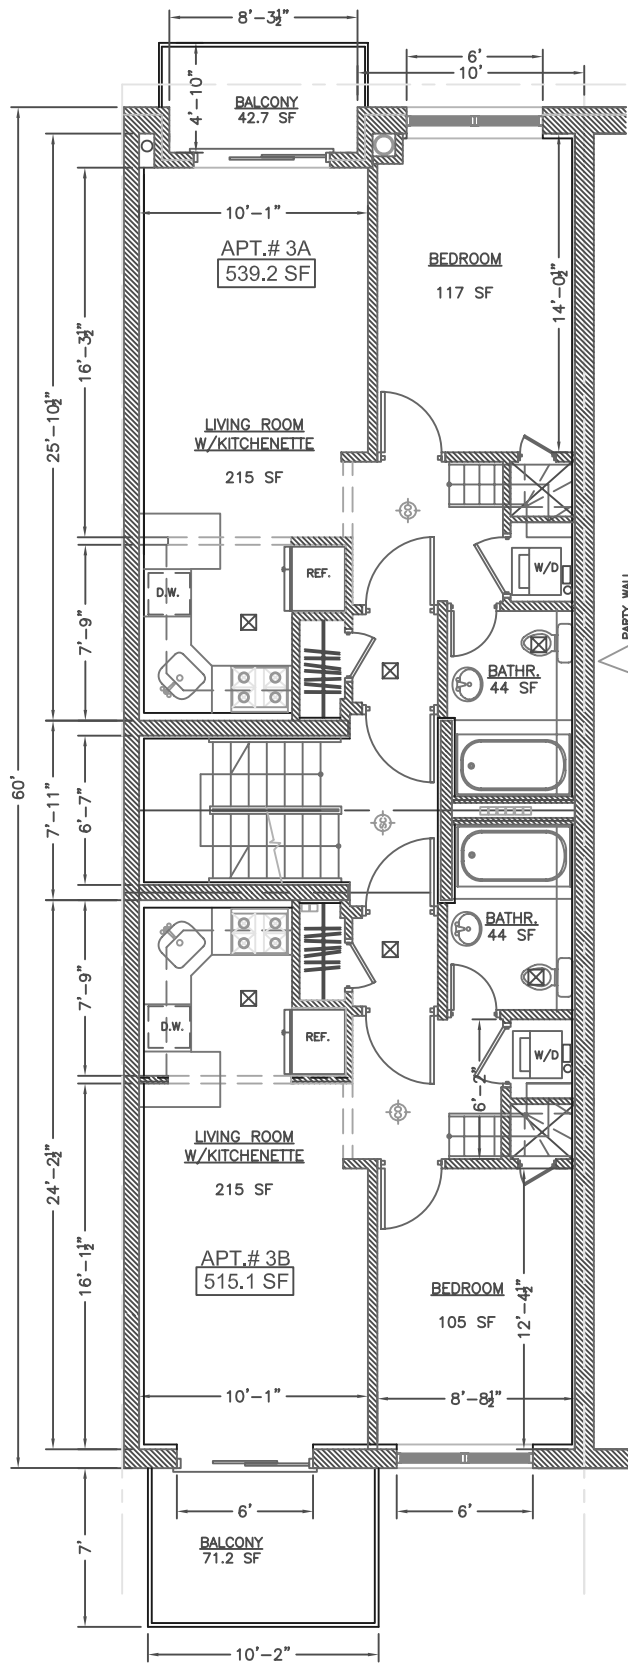 8'-3½"
6'
10'
4'-10"
BALCONY
42.7 SF
10'-1"
APT.# 3A
539.2 SF
BEDROOM
117 SF
14'-0½"
16'-3½"
25'-10½"
LIVING ROOM
W/KITCHENETTE
215 SF
REF.
W/D
D.W.
7'-9"
PARTY WALL
BATHR.
44 SF
60'
7'-11"
6'-7"
SC
BATHR.
44 SF
7'-9"
D.W.
REF.
W/D
6'-2"
LIVING ROOM
W/KITCHENETTE
215 SF
24'-2½"
16'-1½"
APT.# 3B
515.1 SF
BEDROOM
105 SF
12'-4½"
10'-1"
8'-8½"
6'
6'
BALCONY
71.2 SF
7'
10'-2"